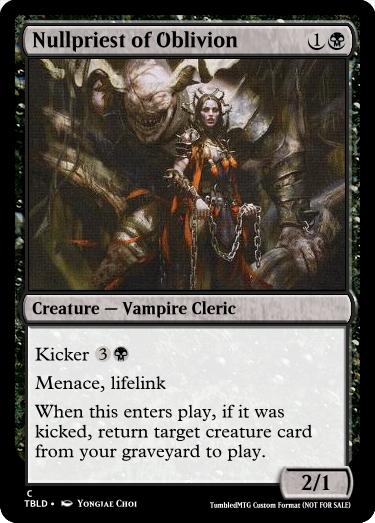 Nullpriest of Oblivion 1
Creature — Vampire Cleric
Kicker 3
Menace, lifelink
When this enters play, if it was
kicked, return target creature card
from your graveyard to play.
2/1
C
TBLD • Yongjae Choi
TumbledMTG Custom Format (NOT FOR SALE)